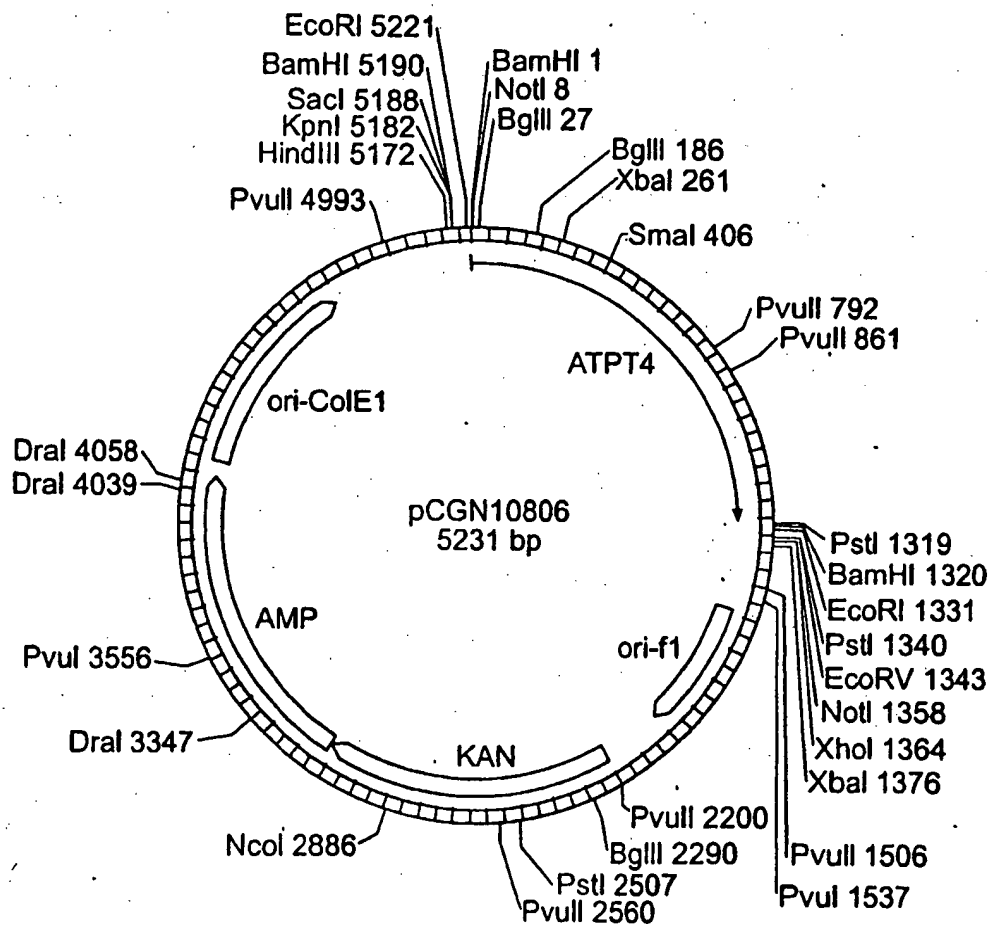 EcoRI 5221
BamHI 5190
SacI 5188
KpnI 5182
HindIII 5172
PvuII 4993
BamHI 1
NotI 8
BglII 27
BglII 186
XbaI 261
SmaI 406
PvuII 792
PvuII 861
ATPT4
ori-ColE1
DraI 4058
DraI 4039
pCGN10806
5231 bp
PstI 1319
BamHI 1320
EcoRI 1331
PstI 1340
EcoRV 1343
NotI 1358
XhoI 1364
XbaI 1376
AMP
ori-f1
PvuI 3556
DraI 3347
KAN
NcoI 2886
PvuII 2200
BglII 2290
PstI 2507
PvuII 2560
PvuII 1506
PvuI 1537